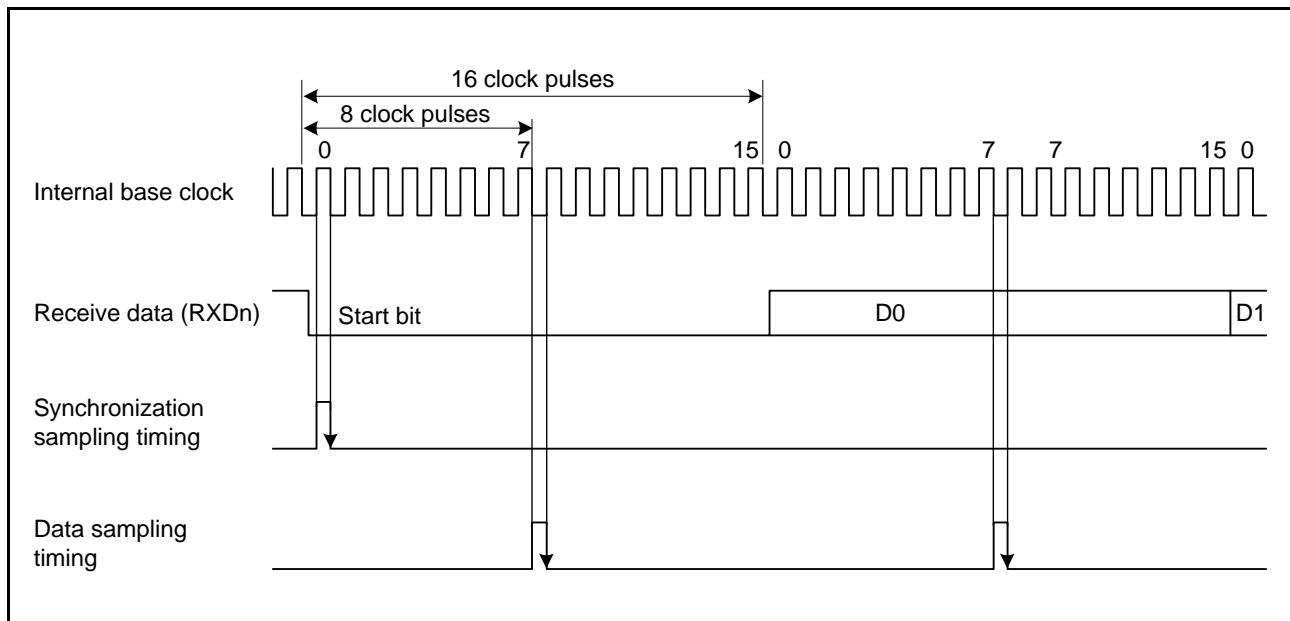 16 clock pulses
8 clock pulses
0 7 15 0 7 7 15 0
Internal base clock
Receive data (RXDn)
Start bit
D0
D1
Synchronization
sampling timing
Data sampling
timing